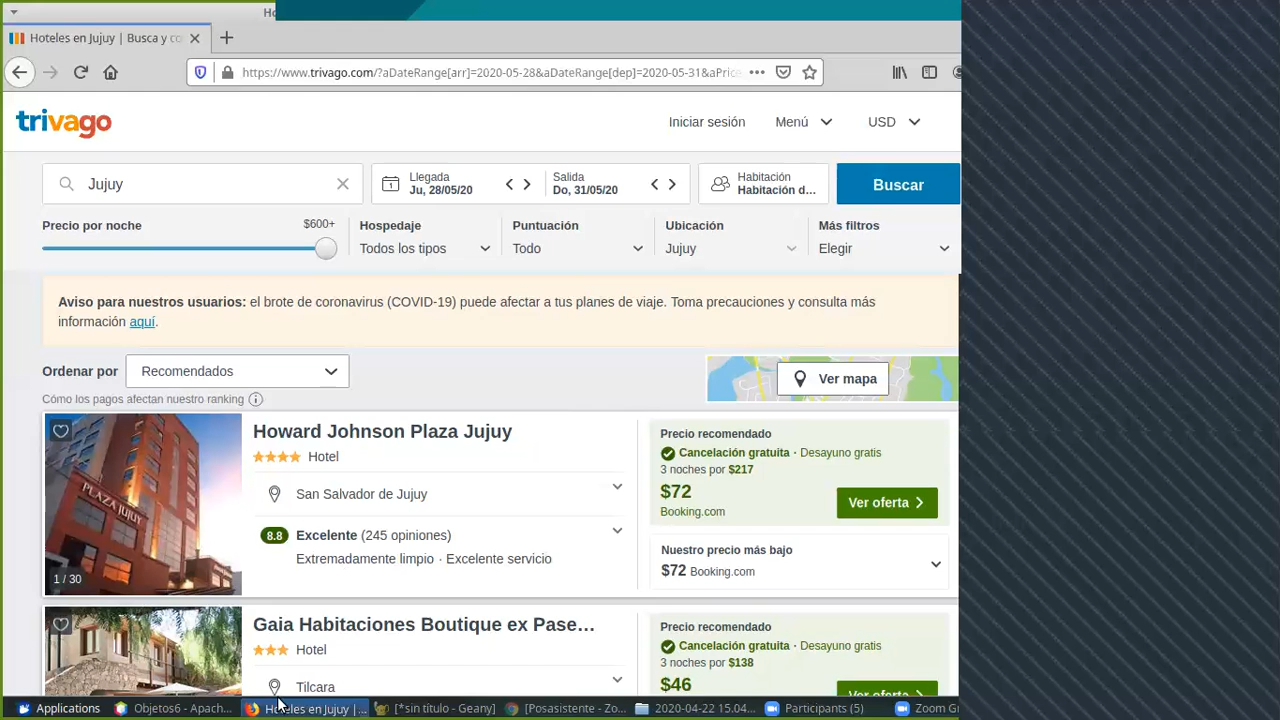 Ho
Hoteles en Jujuy | Busca y co
https://www.trivago.com/?aDateRange[arr]=2020-05-28&aDateRange[dep]=2020-05-31&aPric
trivago
Iniciar sesión Menú USD
Jujuy
Llegada
Ju, 28/05/20
Salida
Do, 31/05/20
Habitación
Habitación d...
Buscar
Precio por noche $600+
Hospedaje
Todos los tipos
Puntuación
Todo
Ubicación
Jujuy
Más filtros
Elegir
Aviso para nuestros usuarios: el brote de coronavirus (COVID-19) puede afectar a tus planes de viaje. Toma precauciones y consulta más
información aquí.
Ordenar por Recomendados
Ver mapa
Cómo los pagos afectan nuestro ranking
PLAZA JUJUY
1 / 30
Howard Johnson Plaza Jujuy
Hotel
San Salvador de Jujuy
8.8 Excelente (245 opiniones)
Extremadamente limpio · Excelente servicio
Precio recomendado
Cancelación gratuita · Desayuno gratis
3 noches por $217
$72
Booking.com
Ver oferta
Nuestro precio más bajo
$72 Booking.com
Gaia Habitaciones Boutique ex Pase...
Hotel
Tilcara
Precio recomendado
Cancelación gratuita · Desayuno gratis
3 noches por $138
$46
Ver oferta
Applications Objetos6 - Apach... Hoteles en Jujuy |... [*sin título - Geany] [Posasistente - Zo... 2020-04-22 15.04... Participants (5) Zoom Gr